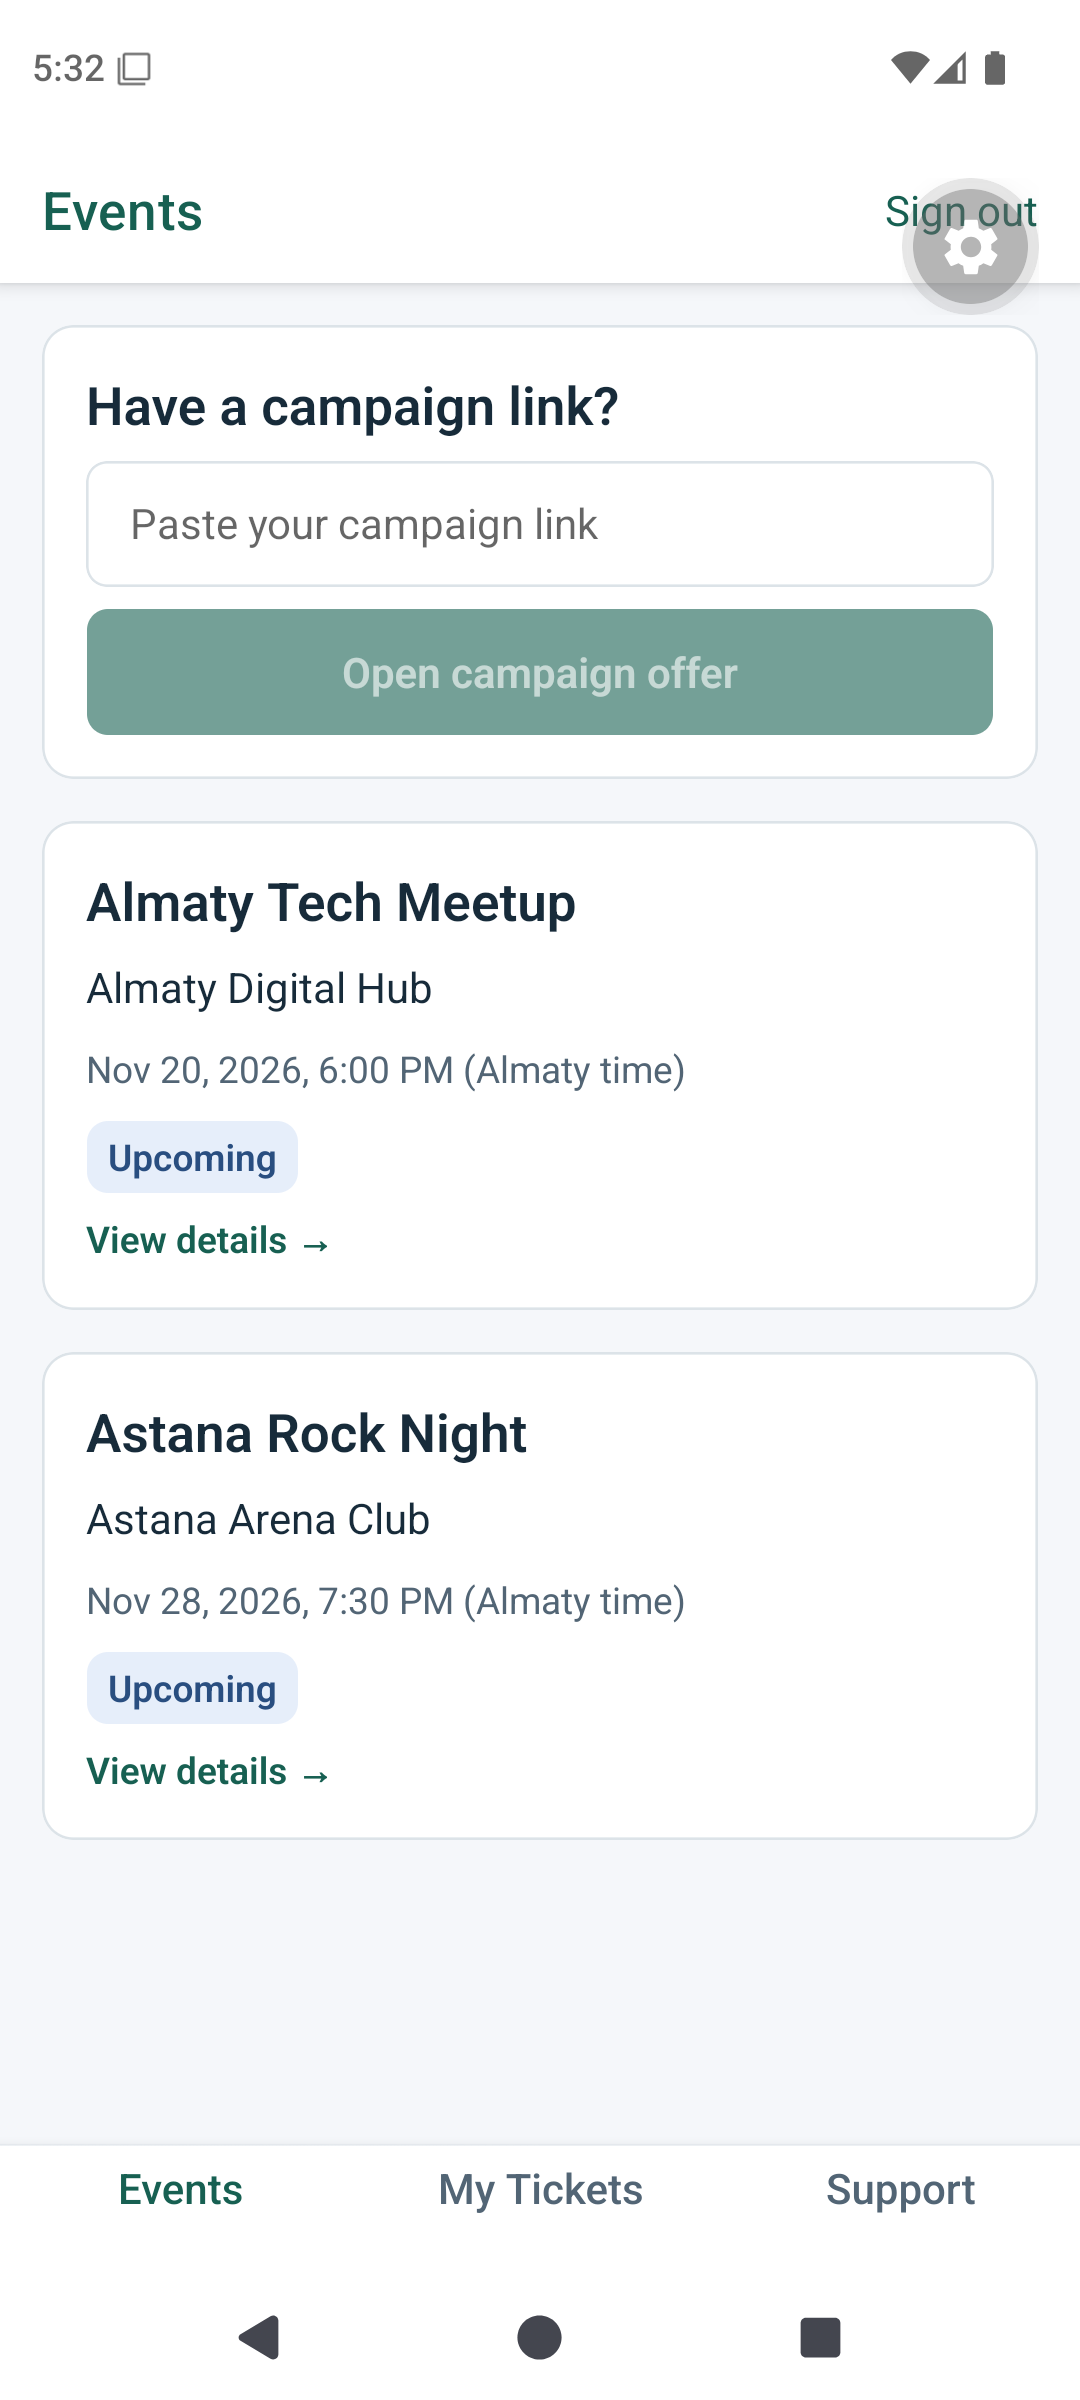 5:32
Events
Sign out
Have a campaign link?
Paste your campaign link
Open campaign offer
Almaty Tech Meetup
Almaty Digital Hub
Nov 20, 2026, 6:00 PM (Almaty time)
Upcoming
View details →
Astana Rock Night
Astana Arena Club
Nov 28, 2026, 7:30 PM (Almaty time)
Upcoming
View details →
Events
My Tickets
Support